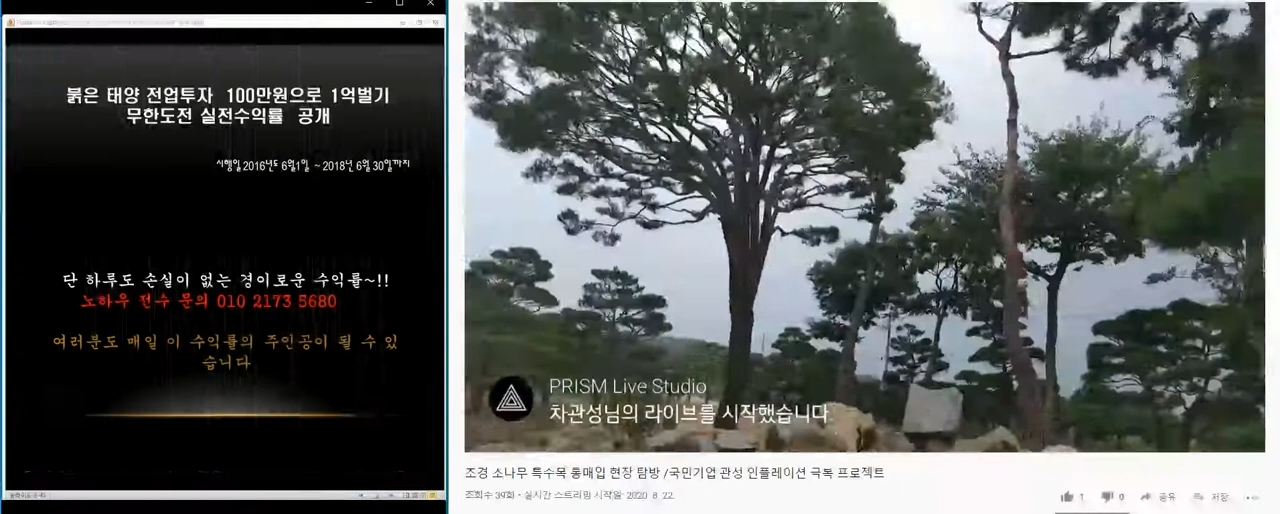 붉은 태양 전업투자 100만원으로 1억벌기
무한도전 실전수익률 공개
시행일2016년도 6월1일 ~2018년 6월30일까지
단 하루도 손실이 없는 경이로운 수익률~!!
노하우 전수 문의 010 2173 5680
여러분도 매일 이 수익률의 주인공이 될 수 있
습니다
PRISM Live Studio
차관성님의 라이브를 시작했습니다
조경 소나무 특수목 통매입 현장 탐방 /국민기업 관성 인플레이션 극복 프로젝트
조회수 39회 • 실시간 스트리밍 시작일: 2020. 8. 22.
1
0
공유
저장